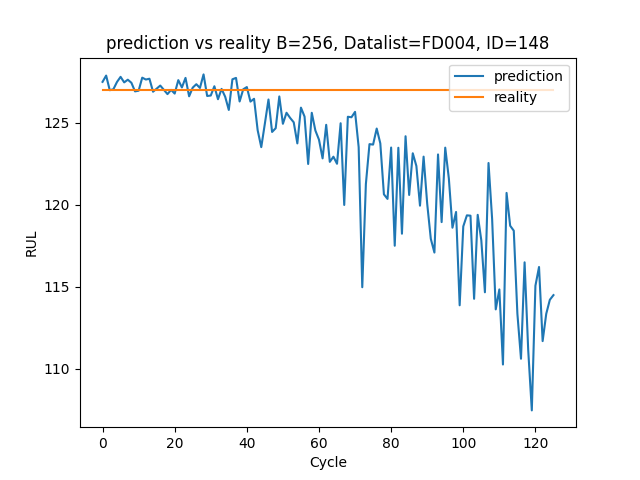 prediction vs reality B=256, Datalist=FD004, ID=148
prediction
reality
RUL
125
120
115
110
0 20 40 60 80 100 120
Cycle